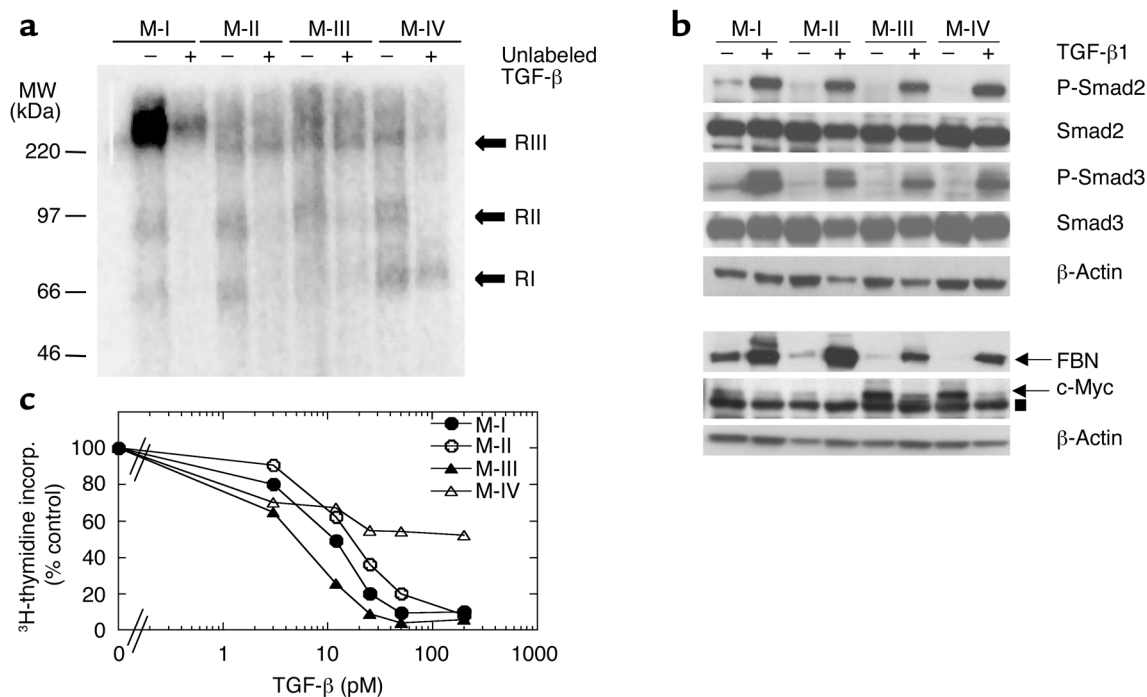 a
M-I M-II M-III M-IV
– + – + – + – +
Unlabeled
TGF-β
MW
(kDa)
220
97
66
46
RIII
RII
RI
b
M-I M-II M-III M-IV
– + – + – + – +
TGF-β1
P-Smad2
Smad2
P-Smad3
Smad3
β-Actin
FBN
c-Myc
β-Actin
c
³H-thymidine incorp.
(% control)
100
80
60
40
20
0
M-I
M-II
M-III
M-IV
0 1 10 100 1000
TGF-β (pM)